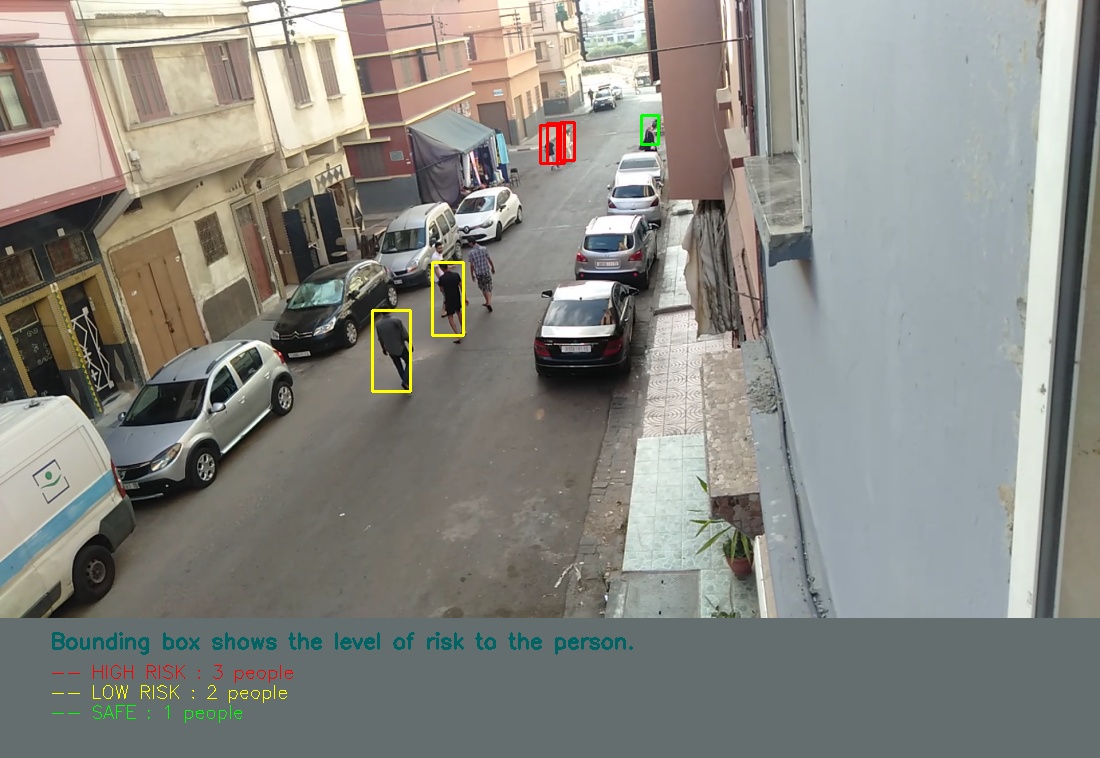 Bounding box shows the level of risk to the person.
—— HIGH RISK : 3 people
—— LOW RISK : 2 people
—— SAFE : 1 people